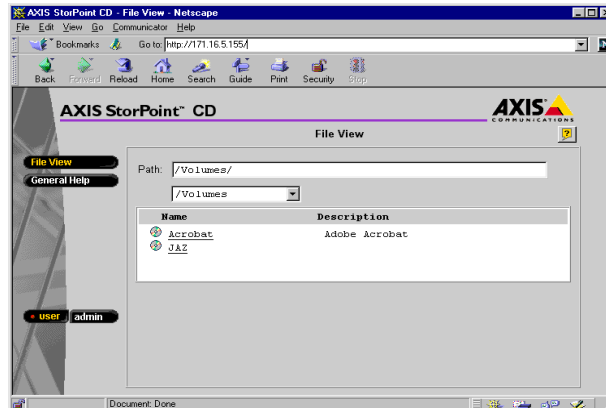 AXIS StorPoint CD - File View - Netscape
File Edit View Go Communicator Help
Bookmarks Go to: http://171.16.5.155/
Back Forward Reload Home Search Guide Print Security Stop
AXIS StorPoint™ CD
AXIS
COMMUNICATIONS
File View
?
File View
General Help
Path: /Volumes/
/Volumes
Name Description
Acrobat Adobe Acrobat
JAZ
user admin
Document: Done